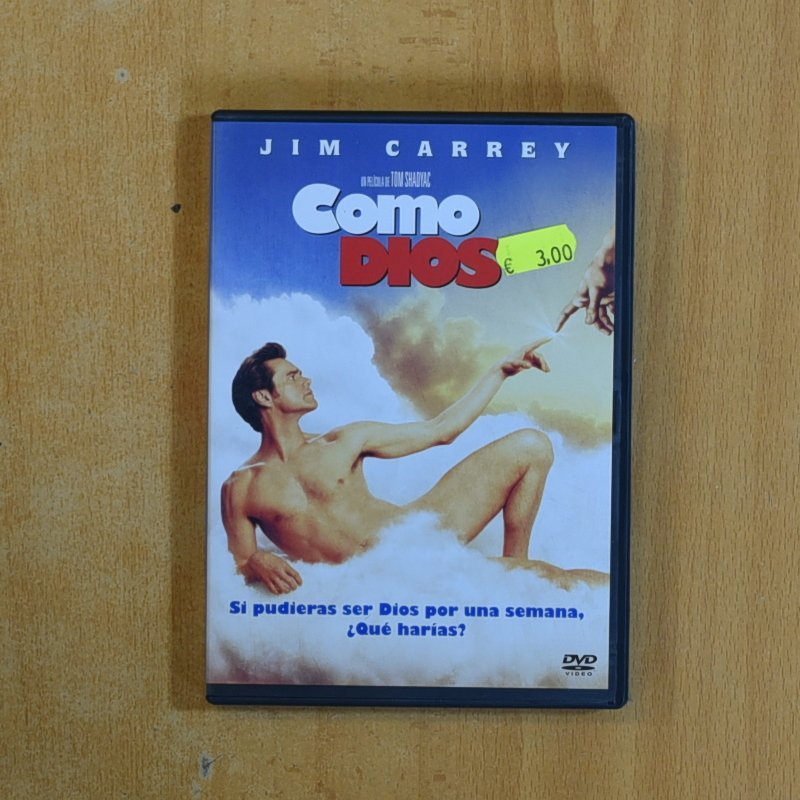 JIM CARREY
UN PELÍCULA DE TOM SHADYAC
Como
DIOS
€ 3,00
Si pudieras ser Dios por una semana,
¿Qué harías?
DVD
VIDEO